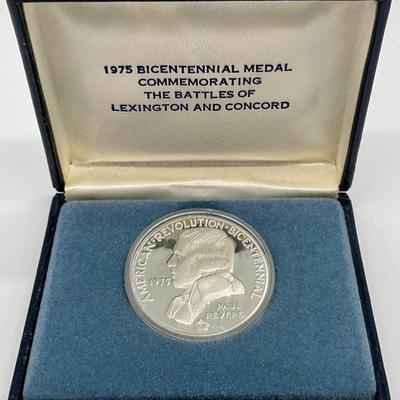 1975 BICENTENNIAL MEDAL
COMMEMORATING
THE BATTLES OF
LEXINGTON AND CONCORD
AMERICAN·REVOLUTION·BICENTENNIAL
1975
PAUL
REVERE